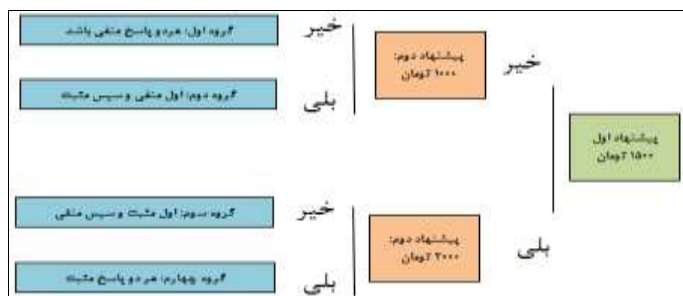 پیشنهاد اول
۱۵۰۰ تومان
خیر
بلی
پیشنهاد دوم:
۱۰۰۰ تومان
خیر
بلی
گروه اول: هردو پاسخ منفی باشد
گروه دوم: اول منفی و سپس مثبت
پیشنهاد دوم:
۲۰۰۰ تومان
خیر
بلی
گروه سوم: اول مثبت و سپس منفی
گروه چهارم: هر دو پاسخ مثبت